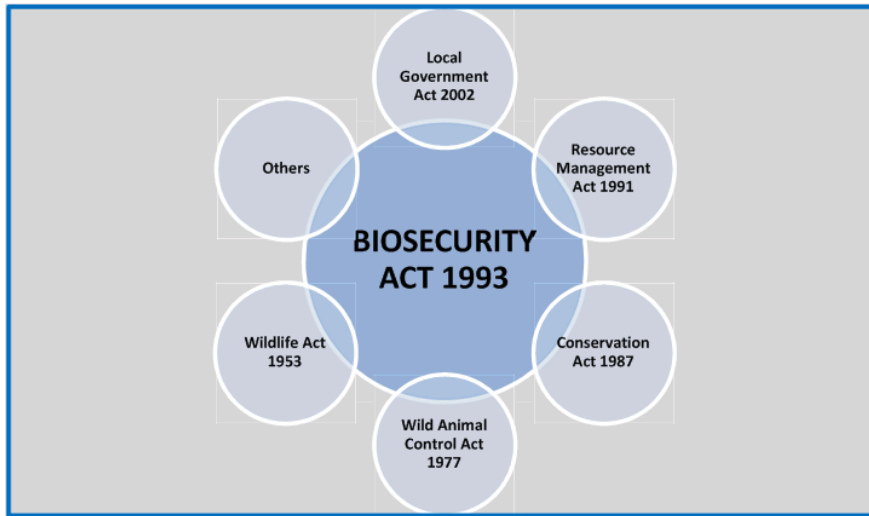 Local
Government
Act 2002
Others
Resource
Management
Act 1991
BIOSECURITY
ACT 1993
Wildlife Act
1953
Conservation
Act 1987
Wild Animal
Control Act
1977